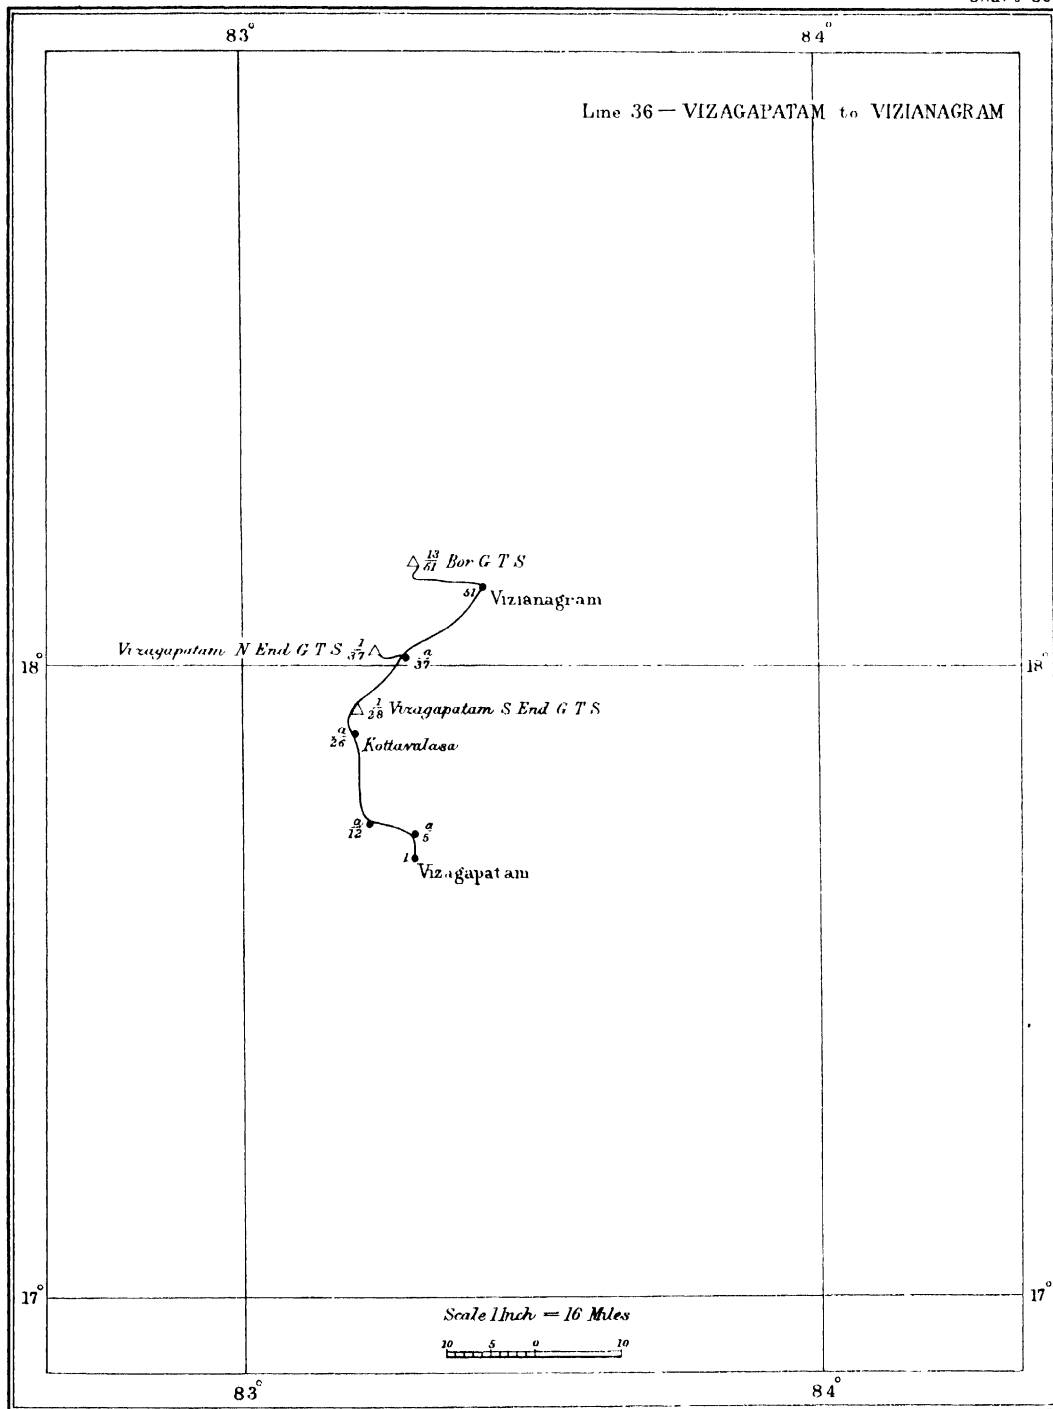 83° 84°
Line 36 — VIZAGAPATAM to VIZIANAGRAM
13/51 Bor G T S
51
Vizianagram
Vizagapatam N End G T S 1/37
a/37
18° 18°
1/28 Vizagapatam S End G T S
a/26 Kottavalasa
a/12
a/5
1
Vizagapatam
17° 17°
Scale 1 Inch = 16 Miles
10 5 0 10
83° 84°